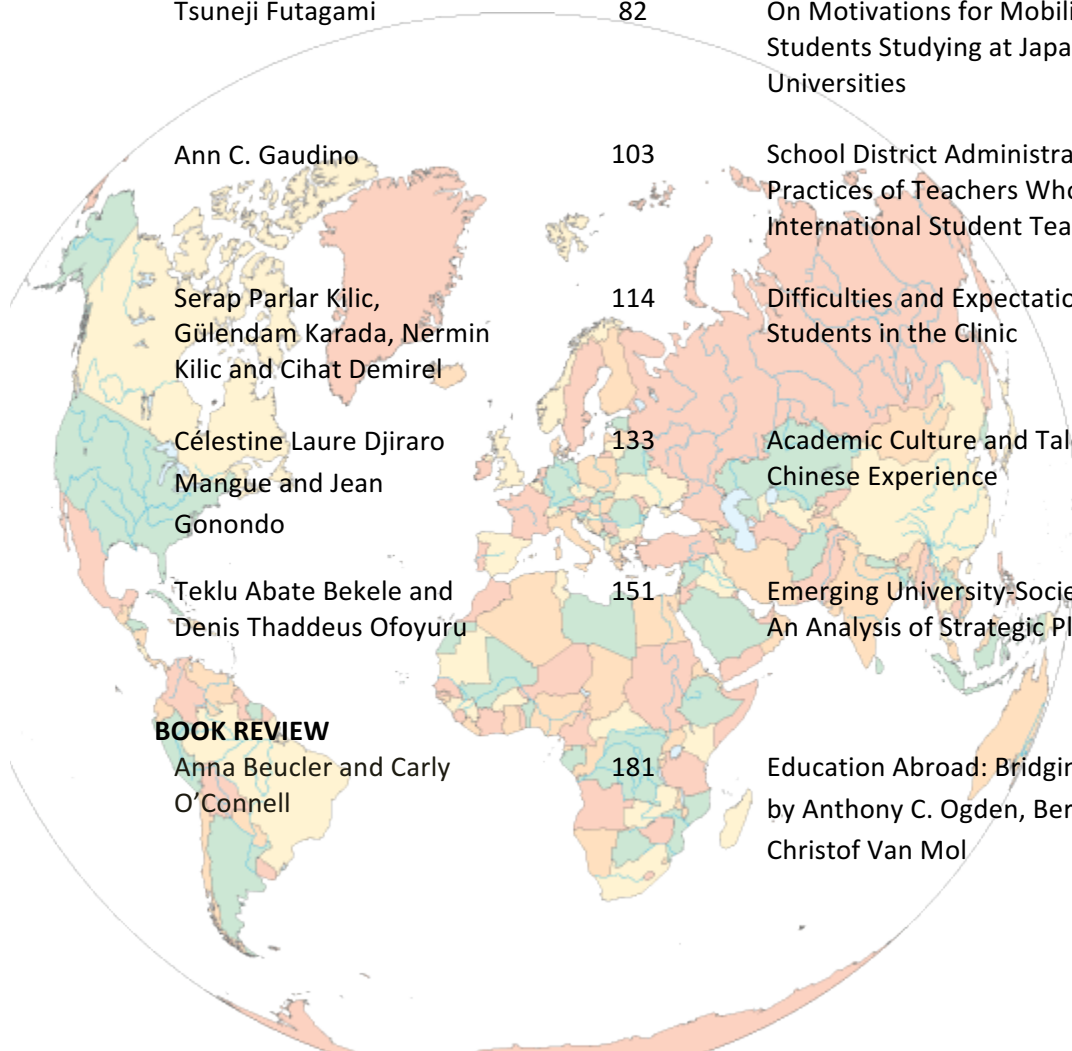 Tsuneji Futagami 82 On Motivations for Mobili
Students Studying at Japa
Universities
Ann C. Gaudino 103 School District Administra
Practices of Teachers Who
International Student Tea
Serap Parlar Kilic, 114 Difficulties and Expectatio
Gülendam Karada, Nermin Students in the Clinic
Kilic and Cihat Demirel
Célestine Laure Djiraro 133 Academic Culture and Tale
Mangue and Jean Chinese Experience
Gonondo
Teklu Abate Bekele and 151 Emerging University-Socie
Denis Thaddeus Ofoyuru An Analysis of Strategic Pl
BOOK REVIEW
Anna Beucler and Carly 181 Education Abroad: Bridgin
O’Connell by Anthony C. Ogden, Ber
Christof Van Mol